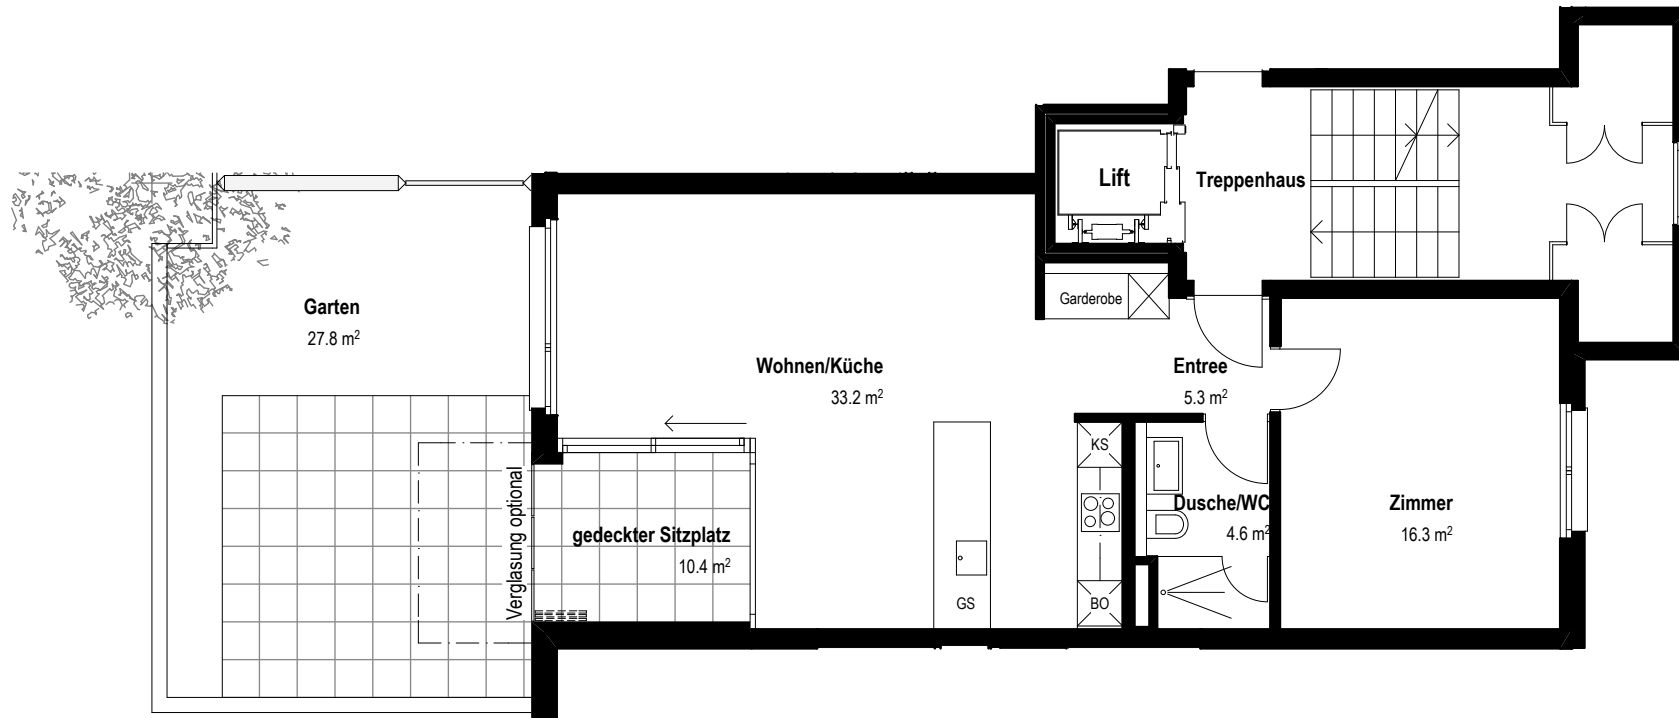 Lift
Treppenhaus
Garderobe
Garten
27.8 m²
Wohnen/Küche
33.2 m²
Entree
5.3 m²
KS
Verglasung optional
gedeckter Sitzplatz
10.4 m²
Dusche/WC
4.6 m²
Zimmer
16.3 m²
GS
BO